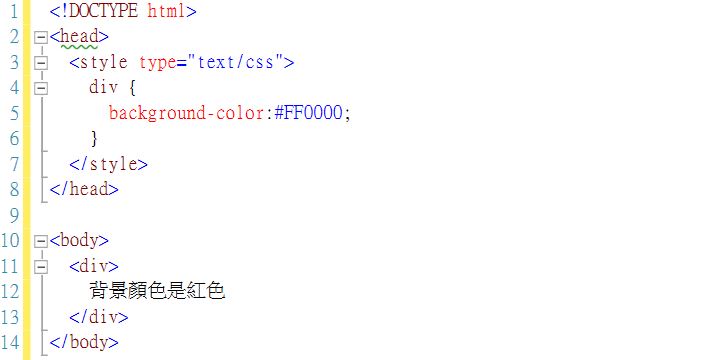 1 <!DOCTYPE html>
2 <head>
3 <style type="text/css">
4 div {
5 background-color:#FF0000;
6 }
7 </style>
8 </head>
9
10 <body>
11 <div>
12 背景顏色是紅色
13 </div>
14 </body>